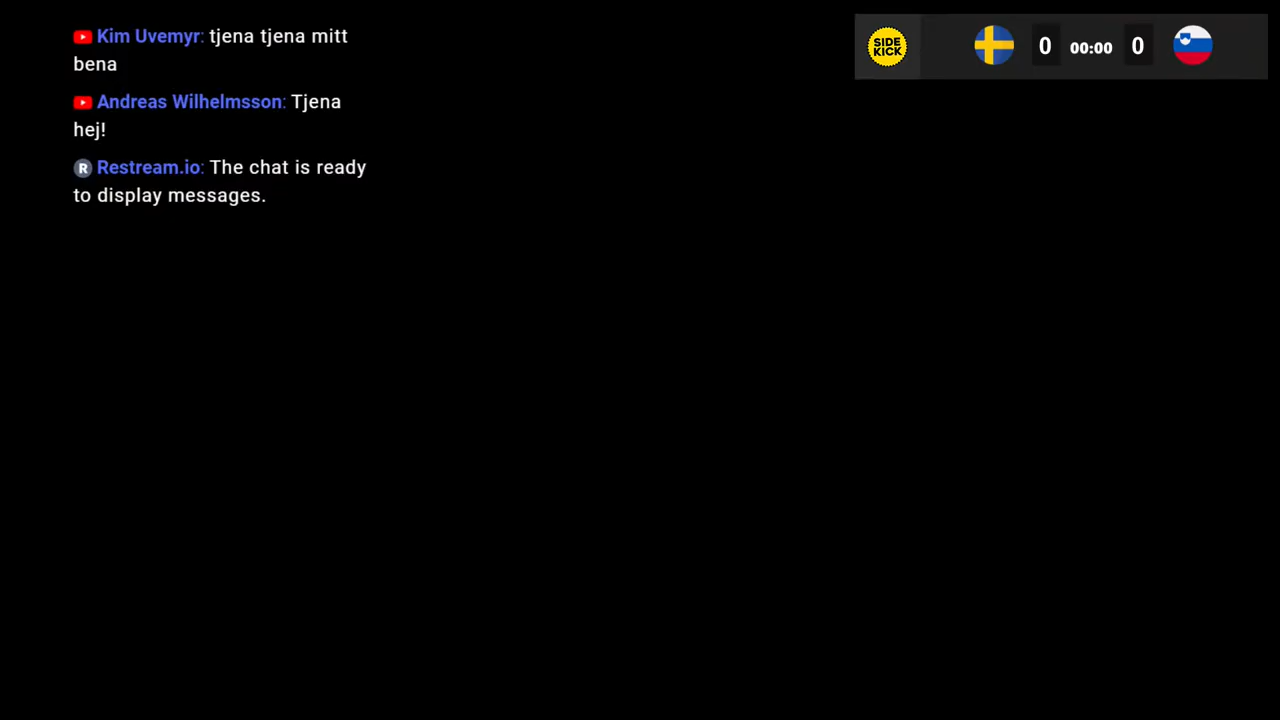 Kim Uvemyr: tjena tjena mitt
bena
Andreas Wilhelmsson: Tjena
hej!
R Restream.io: The chat is ready
to display messages.
SIDE
KICK
0 00:00 0